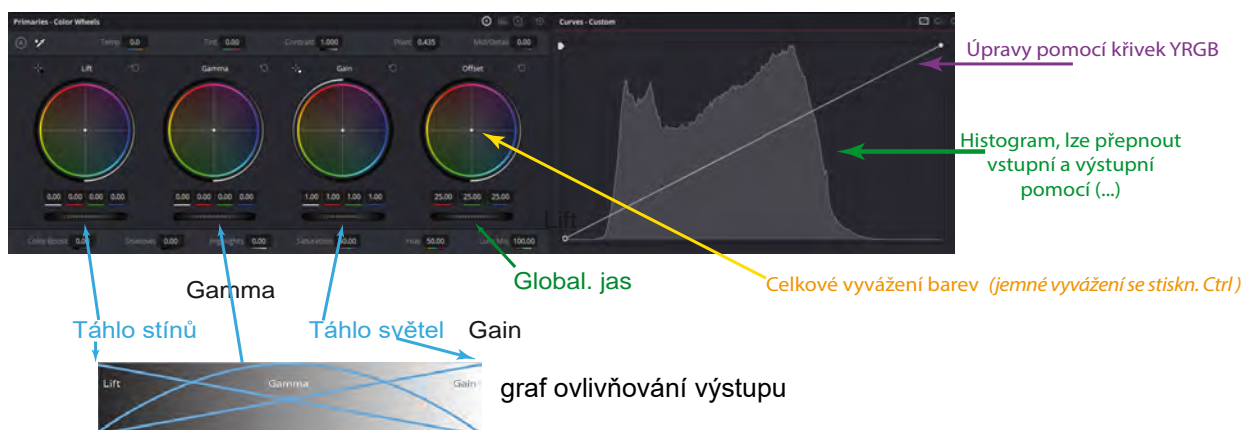 Primaries - Color Wheels
Curves - Custom
A Temp 0.0 Tint 0.00 Contrast 1.000 Pivot 0.435 Mid/Detail 0.00
Lift Gamma Gain Offset
0.00 0.00 0.00 0.00 0.00 0.00 0.00 0.00 1.00 1.00 1.00 1.00 25.00 25.00 25.00
Color Boost 0.00 Shadows 0.00 Highlights 0.00 Saturation 50.00 Hue 50.00 Lum Mix 100.00
Lift
Úpravy pomocí křivek YRGB
Histogram, lze přepnout
vstupní a výstupní
pomocí (...)
Celkové vyvážení barev (jemné vyvážení se stiskn. Ctrl )
Global. jas
Gamma
Táhlo stínů
Táhlo světel
Gain
Lift Gamma Gain
graf ovlivňování výstupu